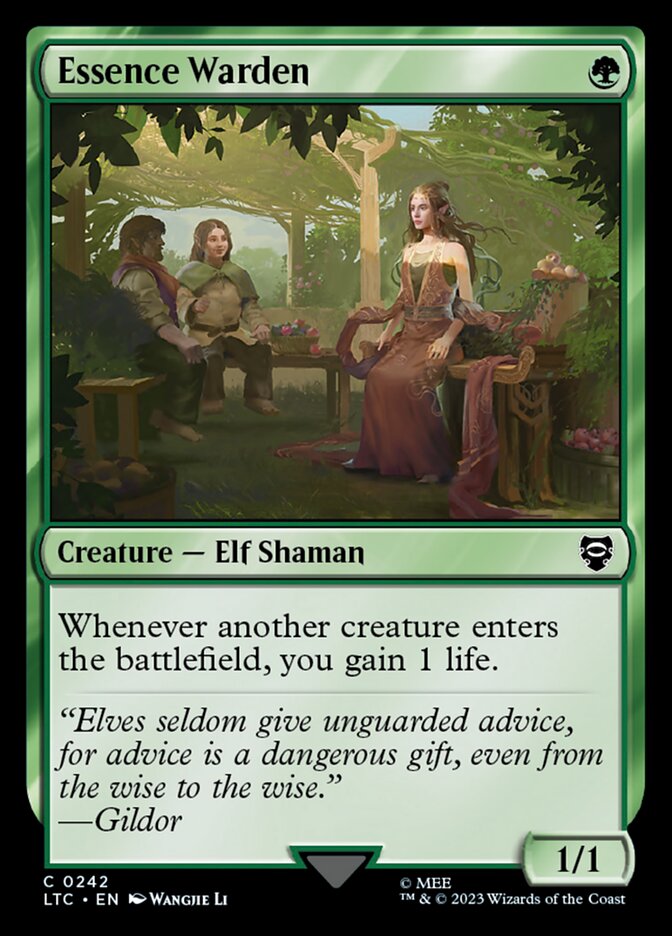 Essence Warden
Creature — Elf Shaman
Whenever another creature enters
the battlefield, you gain 1 life.
“Elves seldom give unguarded advice,
for advice is a dangerous gift, even from
the wise to the wise.”
—Gildor
1/1
C 0242
LTC • EN Wangjie Li
© MEE
™ & © 2023 Wizards of the Coast